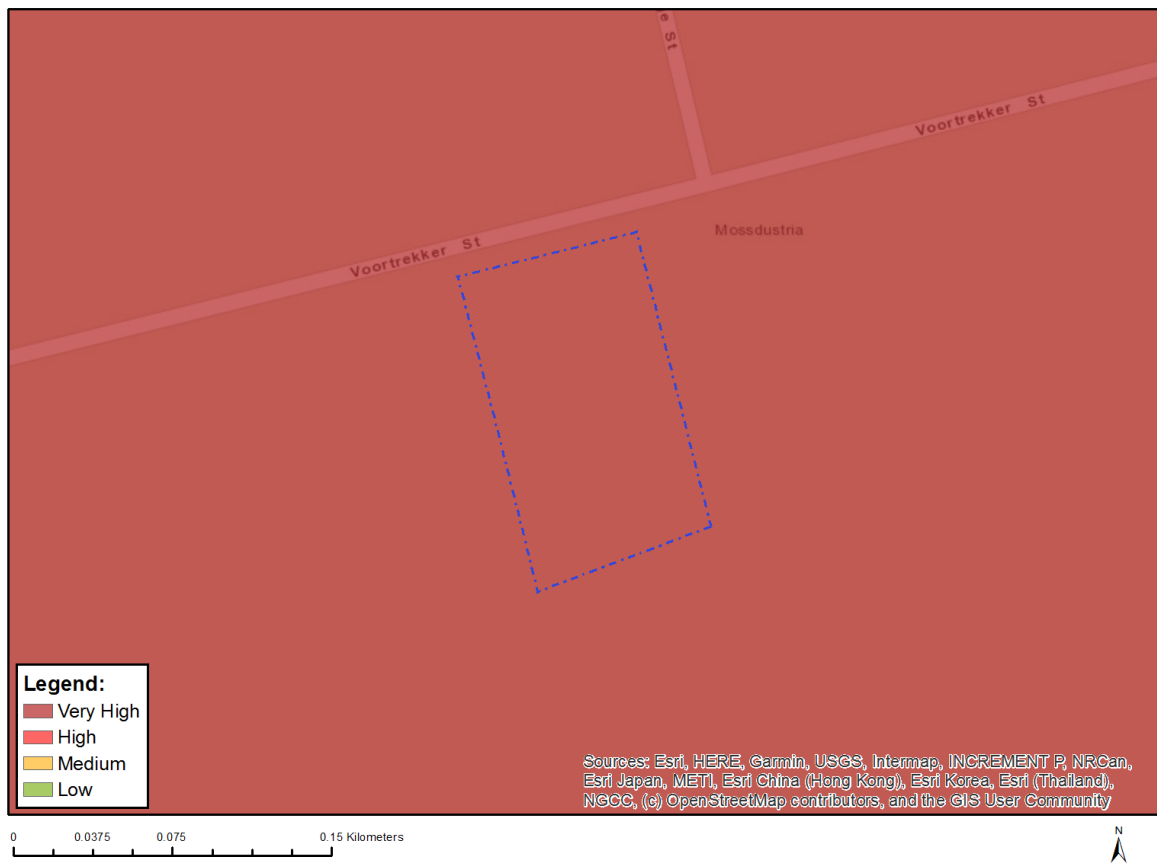 e St
Voortrekker St
Mossdustria
Voortrekker St
Legend:
Very High
High
Medium
Low
Sources: Esri, HERE, Garmin, USGS, Intermap, INCREMENT P, NRCan,
Esri Japan, METI, Esri China (Hong Kong), Esri Korea, Esri (Thailand),
NGCC, (c) OpenStreetMap contributors, and the GIS User Community
0 0.0375 0.075 0.15 Kilometers
N